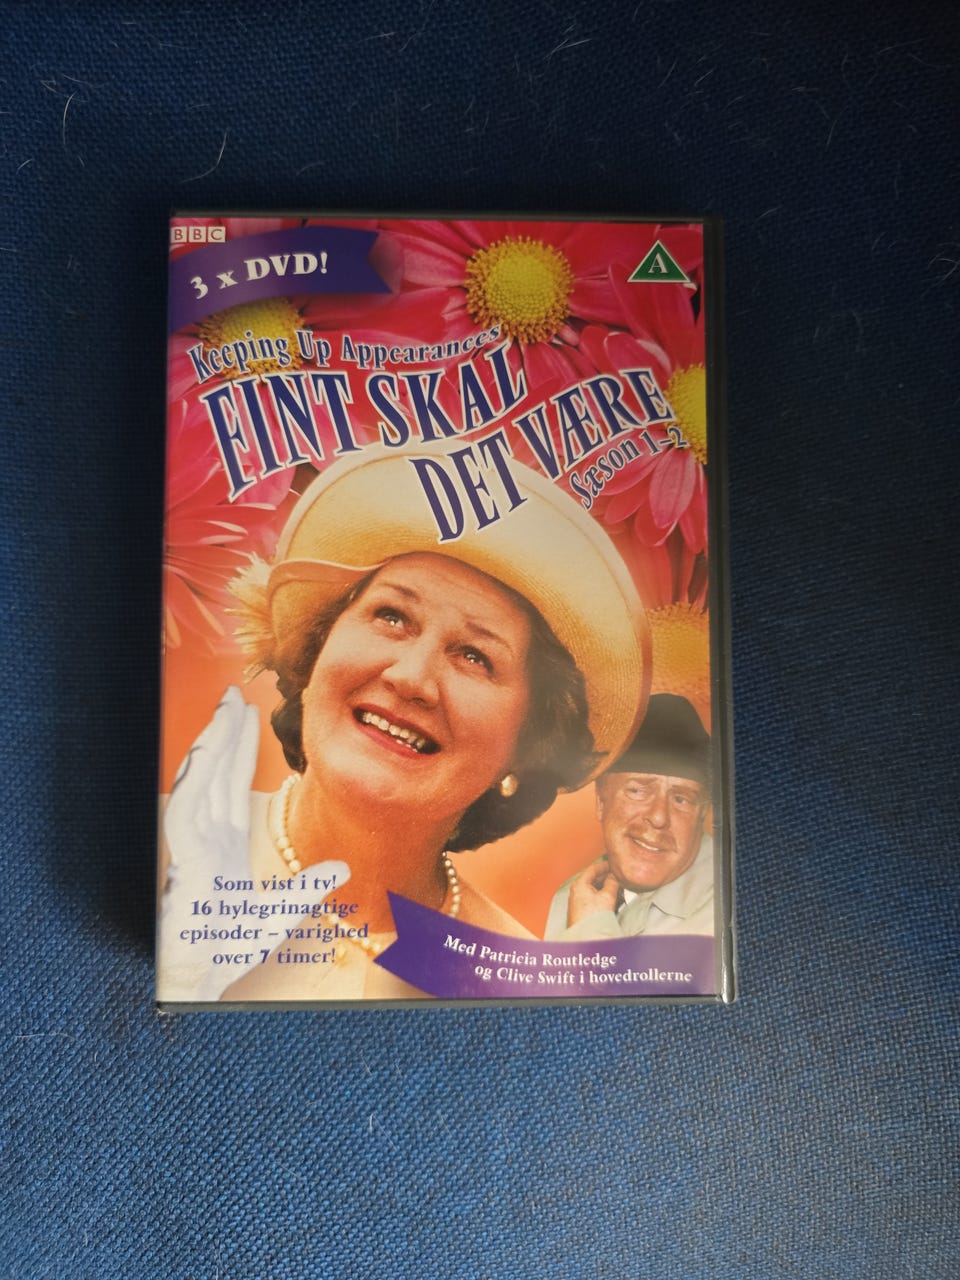 BBC
3 x DVD!
A
Keeping Up Appearances
FINT SKAL
DET VÆRE
Sæson 1-2
Som vist i tv!
16 hylegrinagtige
episoder – varighed
over 7 timer!
Med Patricia Routledge
og Clive Swift i hovedrollerne